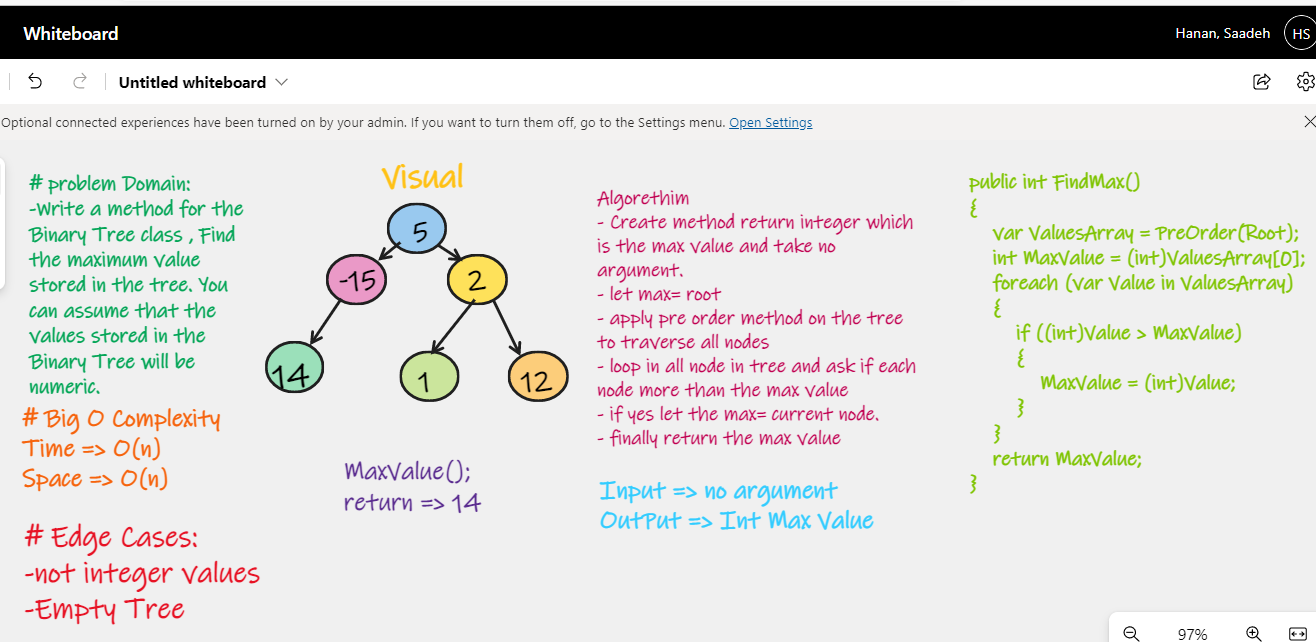 Whiteboard
Hanan, Saadeh
HS
Untitled whiteboard
Optional connected experiences have been turned on by your admin. If you want to turn them off, go to the Settings menu. Open Settings
# problem Domain:
-Write a method for the
Binary Tree class , Find
the maximum value
stored in the tree. You
can assume that the
values stored in the
Binary Tree will be
numeric.
# Big O Complexity
Time => O(n)
Space => O(n)
# Edge Cases:
-not integer values
-Empty Tree
Visual
5
-15
2
14
1
12
MaxValue();
return => 14
Algorethim
- Create method return integer which
is the max value and take no
argument.
- let max= root
- apply pre order method on the tree
to traverse all nodes
- loop in all node in tree and ask if each
node more than the max value
- if yes let the max= current node.
- finally return the max value
Input => no argument
OutPut => Int Max Value
public int FindMax()
{
var ValuesArray = PreOrder(Root);
int MaxValue = (int)ValuesArray[0];
foreach (var Value in ValuesArray)
{
if ((int)Value > MaxValue)
{
MaxValue = (int)Value;
}
}
return MaxValue;
}
97%